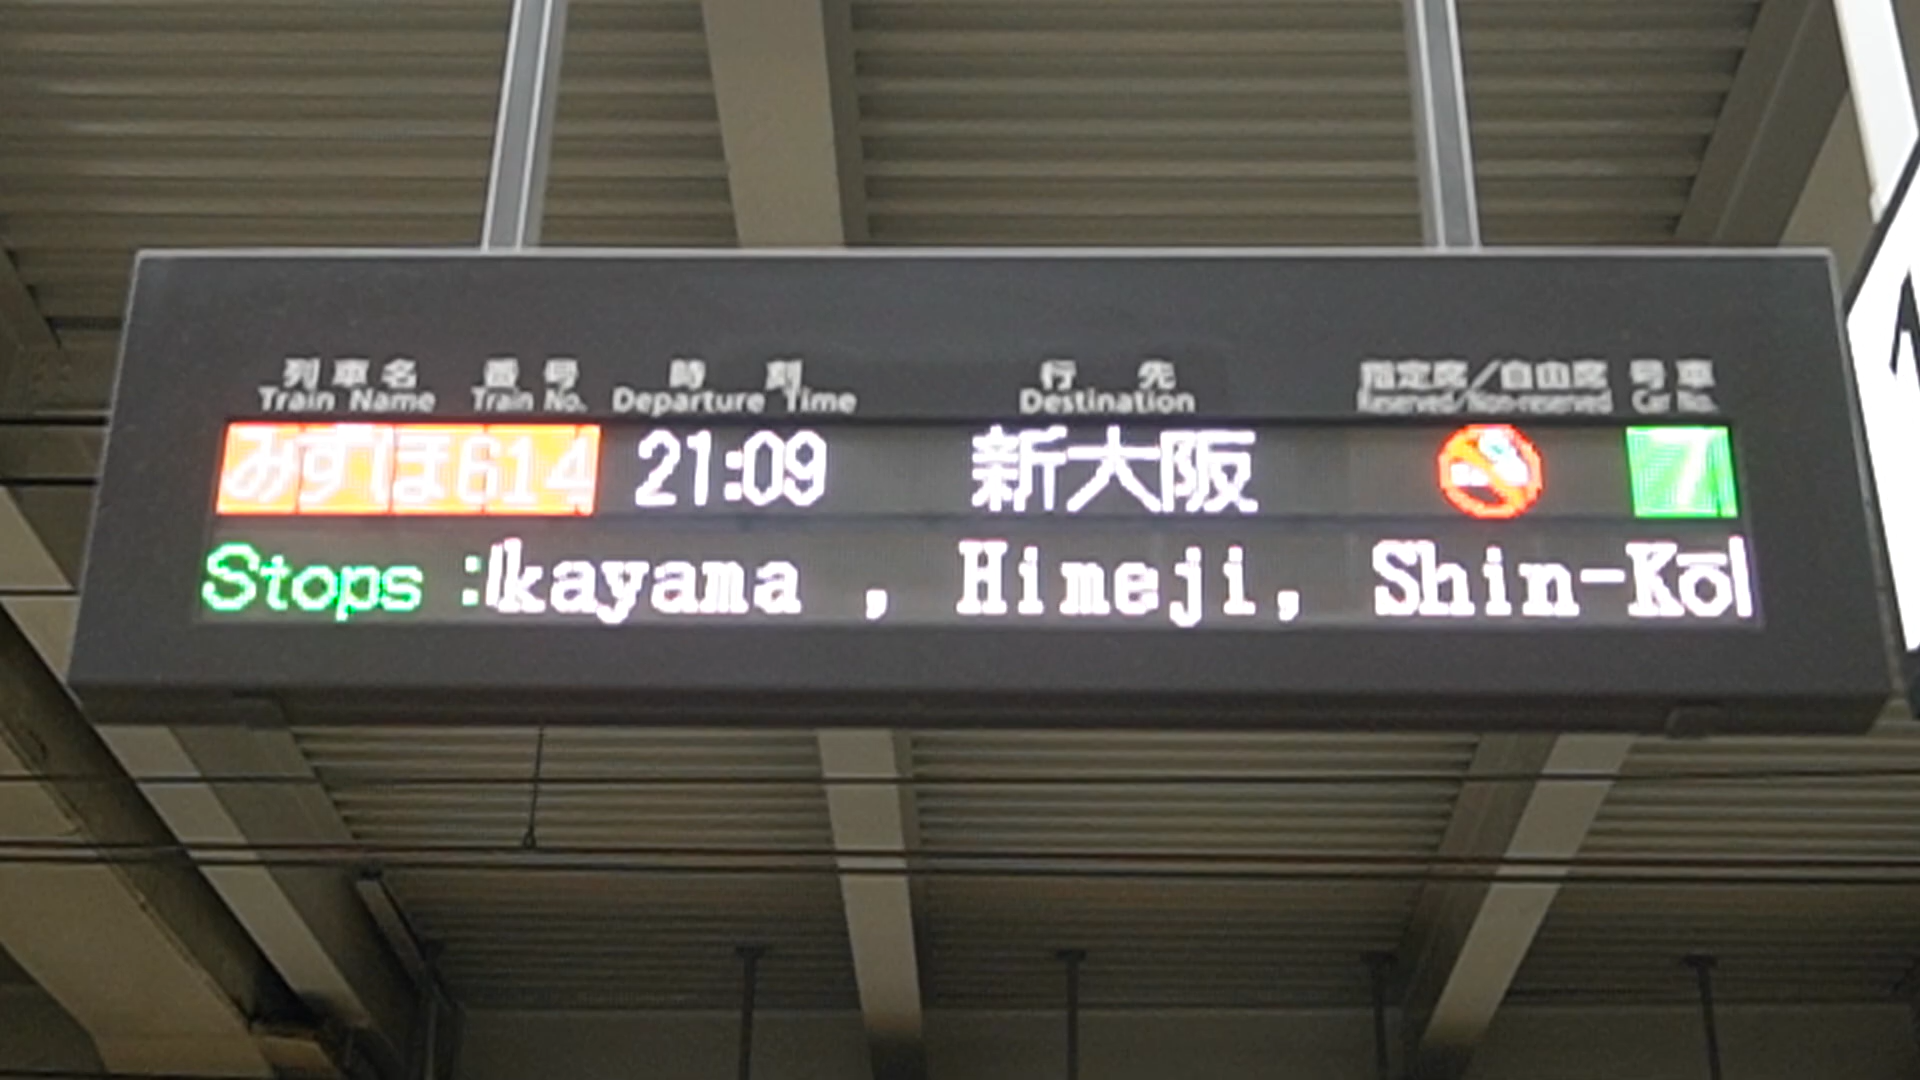 列車名 番号 時刻 行先 指定席／自由席 号車
Train Name Train No. Departure Time Destination Reserved/Non-reserved Car No.
みずほ614 21:09 新大阪 7
Stops :kayama , Himeji, Shin-Kō